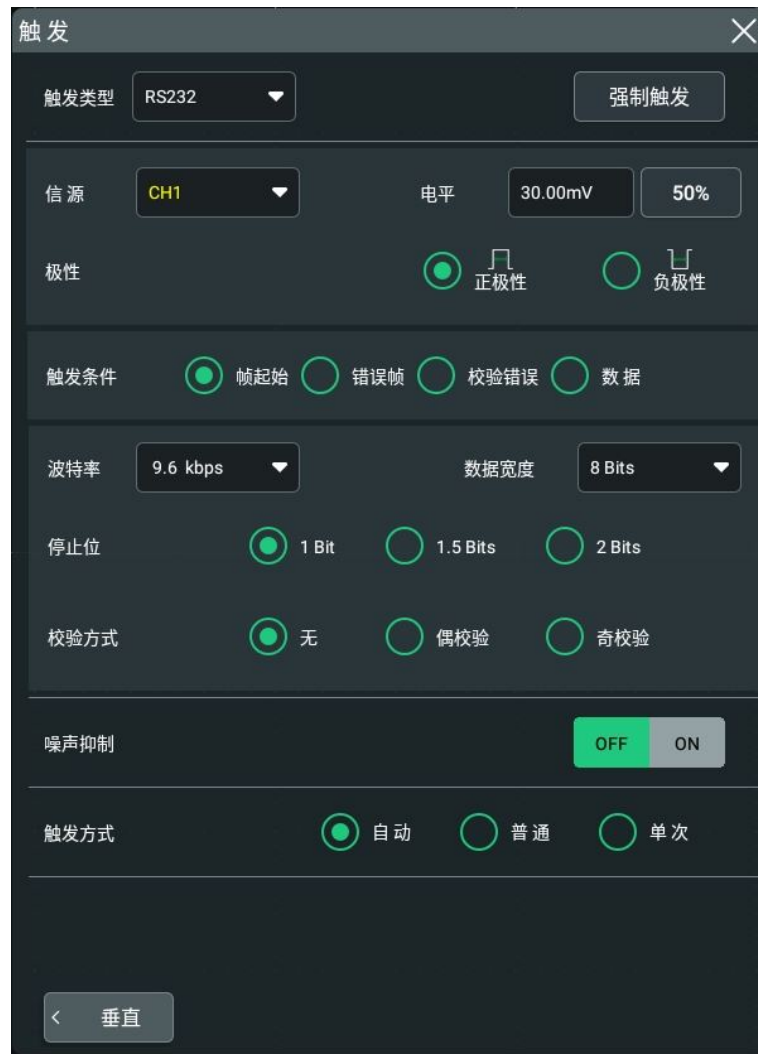 触发
触发类型 RS232 强制触发
信源 CH1 电平 30.00mV 50%
极性 正极性 负极性
触发条件 帧起始 错误帧 校验错误 数据
波特率 9.6 kbps 数据宽度 8 Bits
停止位 1 Bit 1.5 Bits 2 Bits
校验方式 无 偶校验 奇校验
噪声抑制 OFF ON
触发方式 自动 普通 单次
< 垂直